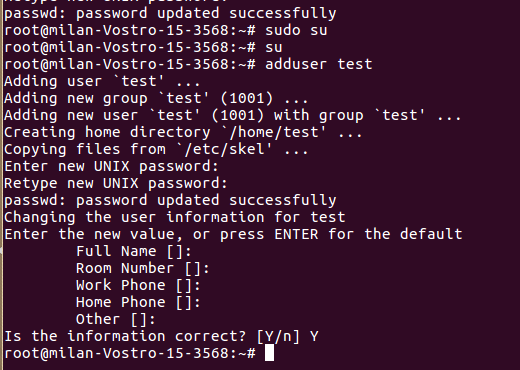 Retype new UNIX password:
passwd: password updated successfully
root@milan-Vostro-15-3568:~# sudo su
root@milan-Vostro-15-3568:~# su
root@milan-Vostro-15-3568:~# adduser test
Adding user `test' ...
Adding new group `test' (1001) ...
Adding new user `test' (1001) with group `test' ...
Creating home directory `/home/test' ...
Copying files from `/etc/skel' ...
Enter new UNIX password:
Retype new UNIX password:
passwd: password updated successfully
Changing the user information for test
Enter the new value, or press ENTER for the default
Full Name []:
Room Number []:
Work Phone []:
Home Phone []:
Other []:
Is the information correct? [Y/n] Y
root@milan-Vostro-15-3568:~#